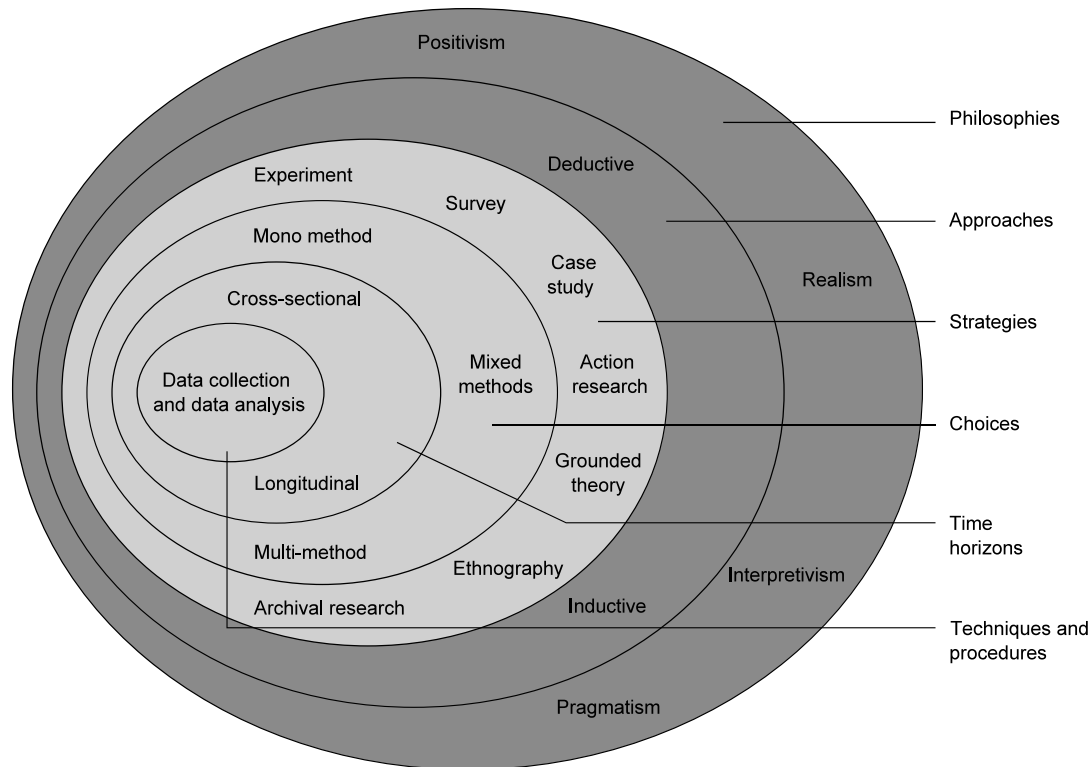 Positivism
Philosophies
Deductive
Experiment
Survey
Approaches
Mono method
Case
study
Realism
Cross-sectional
Strategies
Mixed
methods
Action
research
Data collection
and data analysis
Choices
Grounded
theory
Longitudinal
Time
horizons
Multi-method
Ethnography
Interpretivism
Archival research
Inductive
Techniques and
procedures
Pragmatism